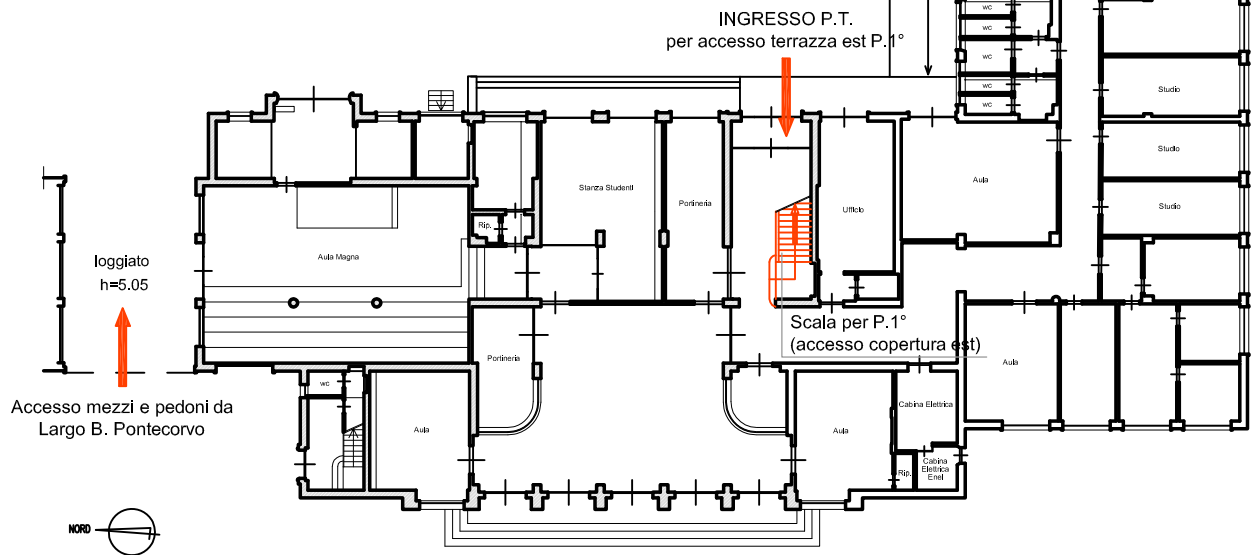 INGRESSO P.T.
per accesso terrazza est P.1°
wc
wc
wc
wc
wc
Studio
Studio
Studio
Stanza Studenti
Portineria
Ufficio
Aula
Rip.
Aula Magna
loggiato
h=5.05
Scala per P.1°
(accesso copertura est)
Portineria
Aula
wc
Accesso mezzi e pedoni da
Largo B. Pontecorvo
Aula
Aula
Cabina Elettrica
Rip.
Cabina
Elettrica
Enel
NORD